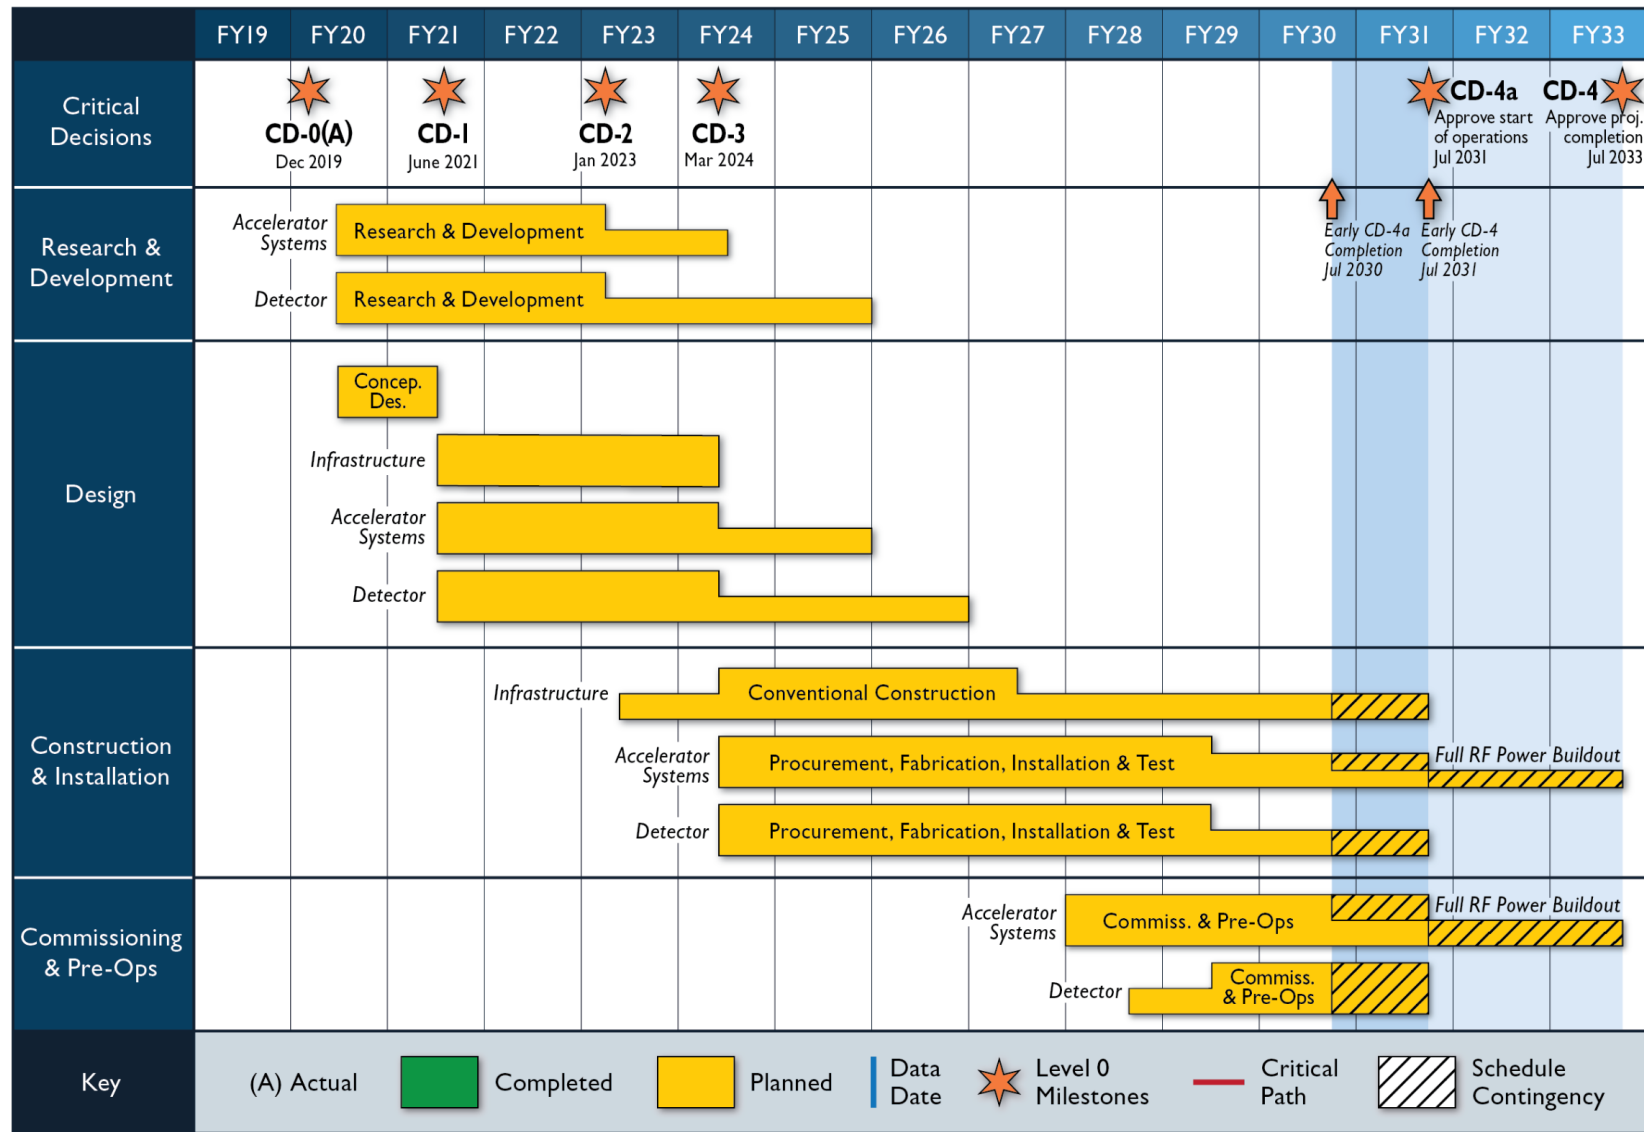 FY19 FY20 FY21 FY22 FY23 FY24 FY25 FY26 FY27 FY28 FY29 FY30 FY31 FY32 FY33
Critical
Decisions
CD-0(A)
Dec 2019
CD-1
June 2021
CD-2
Jan 2023
CD-3
Mar 2024
CD-4a
Approve start
of operations
Jul 2031
CD-4
Approve proj.
completion
Jul 2033
Research &
Development
Accelerator
Systems
Research & Development
Detector
Research & Development
Early CD-4a
Completion
Jul 2030
Early CD-4
Completion
Jul 2031
Design
Concep.
Des.
Infrastructure
Accelerator
Systems
Detector
Construction
& Installation
Infrastructure
Conventional Construction
Accelerator
Systems
Procurement, Fabrication, Installation & Test
Full RF Power Buildout
Detector
Procurement, Fabrication, Installation & Test
Commissioning
& Pre-Ops
Accelerator
Systems
Commiss. & Pre-Ops
Full RF Power Buildout
Detector
Commiss.
& Pre-Ops
Key
(A) Actual
Completed
Planned
Data
Date
Level 0
Milestones
Critical
Path
Schedule
Contingency